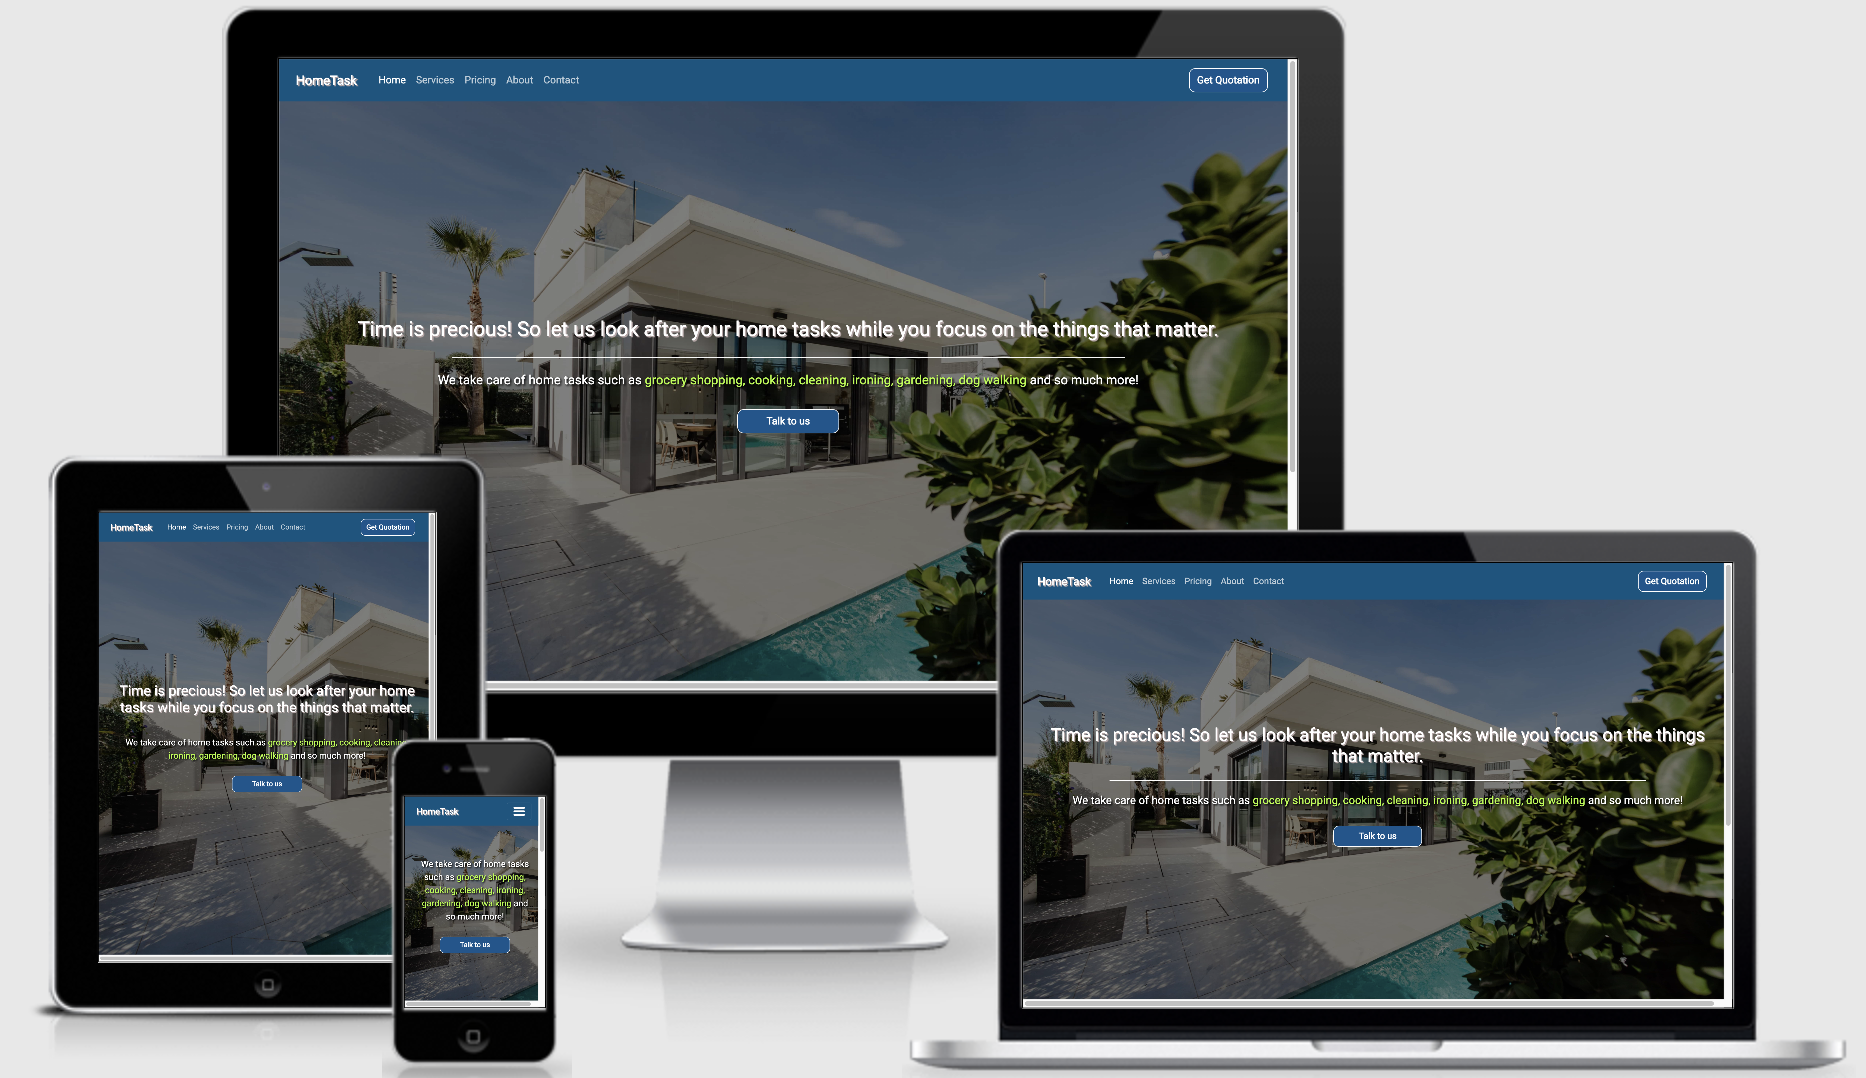 HomeTask Home Services Pricing About Contact Get Quotation
Time is precious! So let us look after your home tasks while you focus on the things that matter.
We take care of home tasks such as grocery shopping, cooking, cleaning, ironing, gardening, dog walking and so much more!
Talk to us
HomeTask Home Services Pricing About Contact Get Quotation
Time is precious! So let us look after your home
tasks while you focus on the things that matter.
We take care of home tasks such as grocery shopping, cooking, cleaning,
ironing, gardening, dog walking and so much more!
Talk to us
HomeTask
We take care of home tasks
such as grocery shopping,
cooking, cleaning, ironing,
gardening, dog walking and
so much more!
Talk to us
HomeTask Home Services Pricing About Contact Get Quotation
Time is precious! So let us look after your home tasks while you focus on the things
that matter.
We take care of home tasks such as grocery shopping, cooking, cleaning, ironing, gardening, dog walking and so much more!
Talk to us